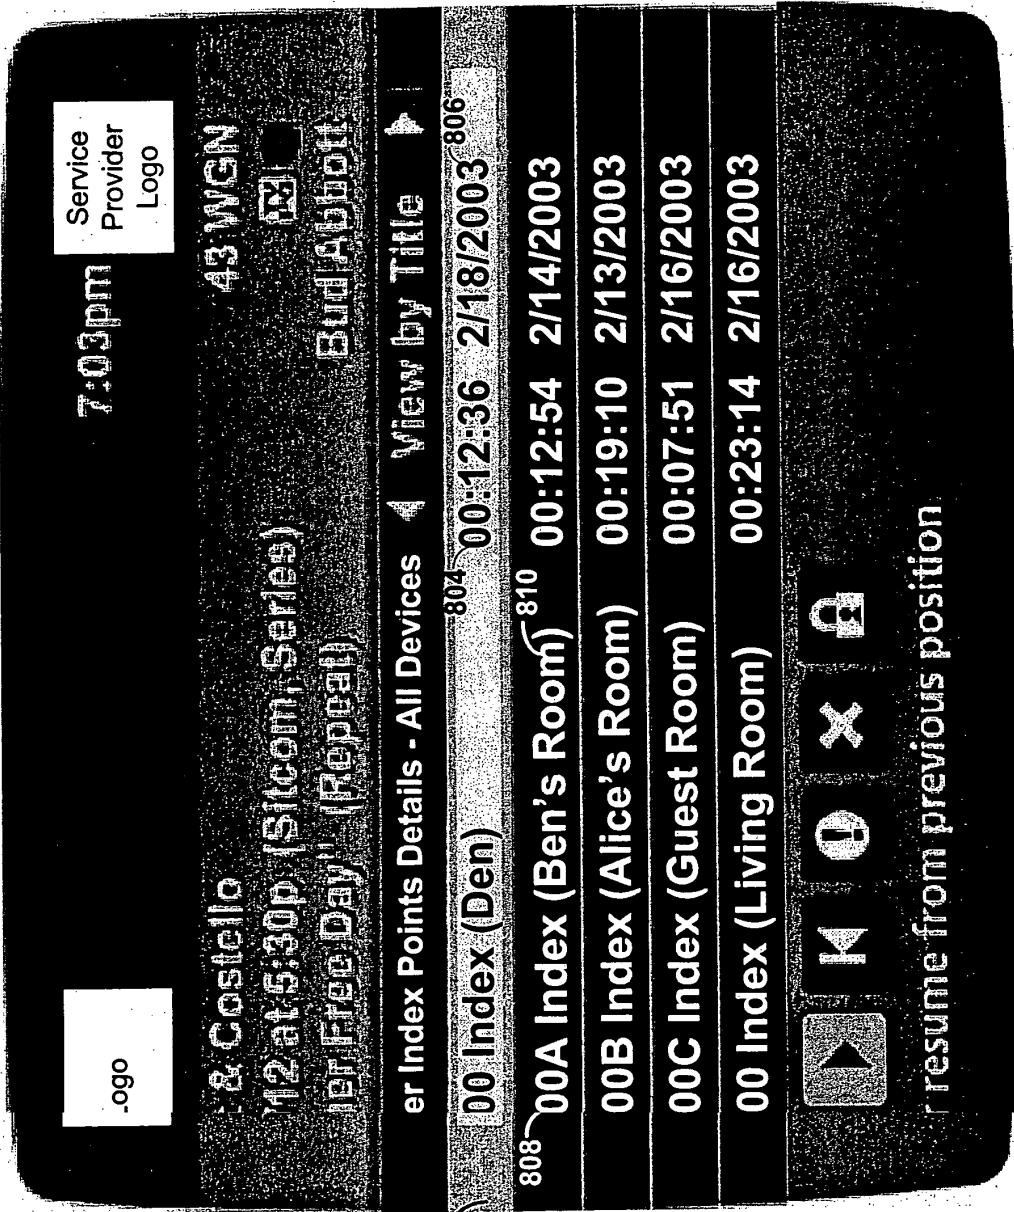 .ogo
7:03pm
Service
Provider
Logo
& Costello 43 WGN
12 at 5:30p (Sitcom, Series)
er Free Day" (Repeat) Bud Abbott
er Index Points Details - All Devices View by Title
00 Index (Den) 804 00:12:36 2/18/2003 806
808 00A Index (Ben's Room) 810 00:12:54 2/14/2003
00B Index (Alice's Room) 00:19:10 2/13/2003
00C Index (Guest Room) 00:07:51 2/16/2003
00 Index (Living Room) 00:23:14 2/16/2003
resume from previous position